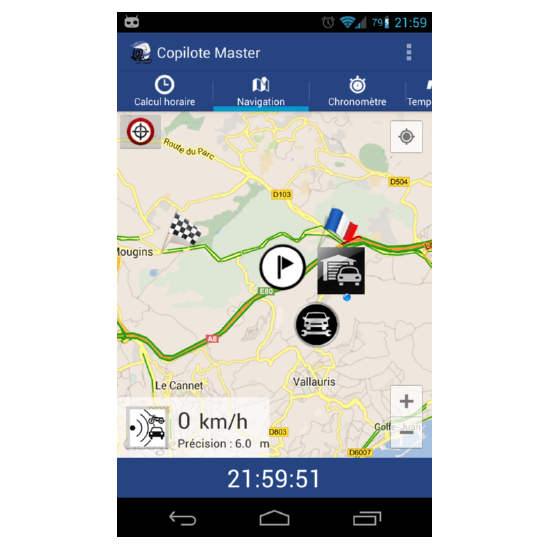 79 21:59
Copilote Master
Calcul horaire
Navigation
Chronomètre
Temp
Route du Parc
D504
D103
Mougins
E80
A8
Le Cannet
Vallauris
0 km/h
Précision : 6.0 m
D803
Golfe-Juan
D6007
21:59:51